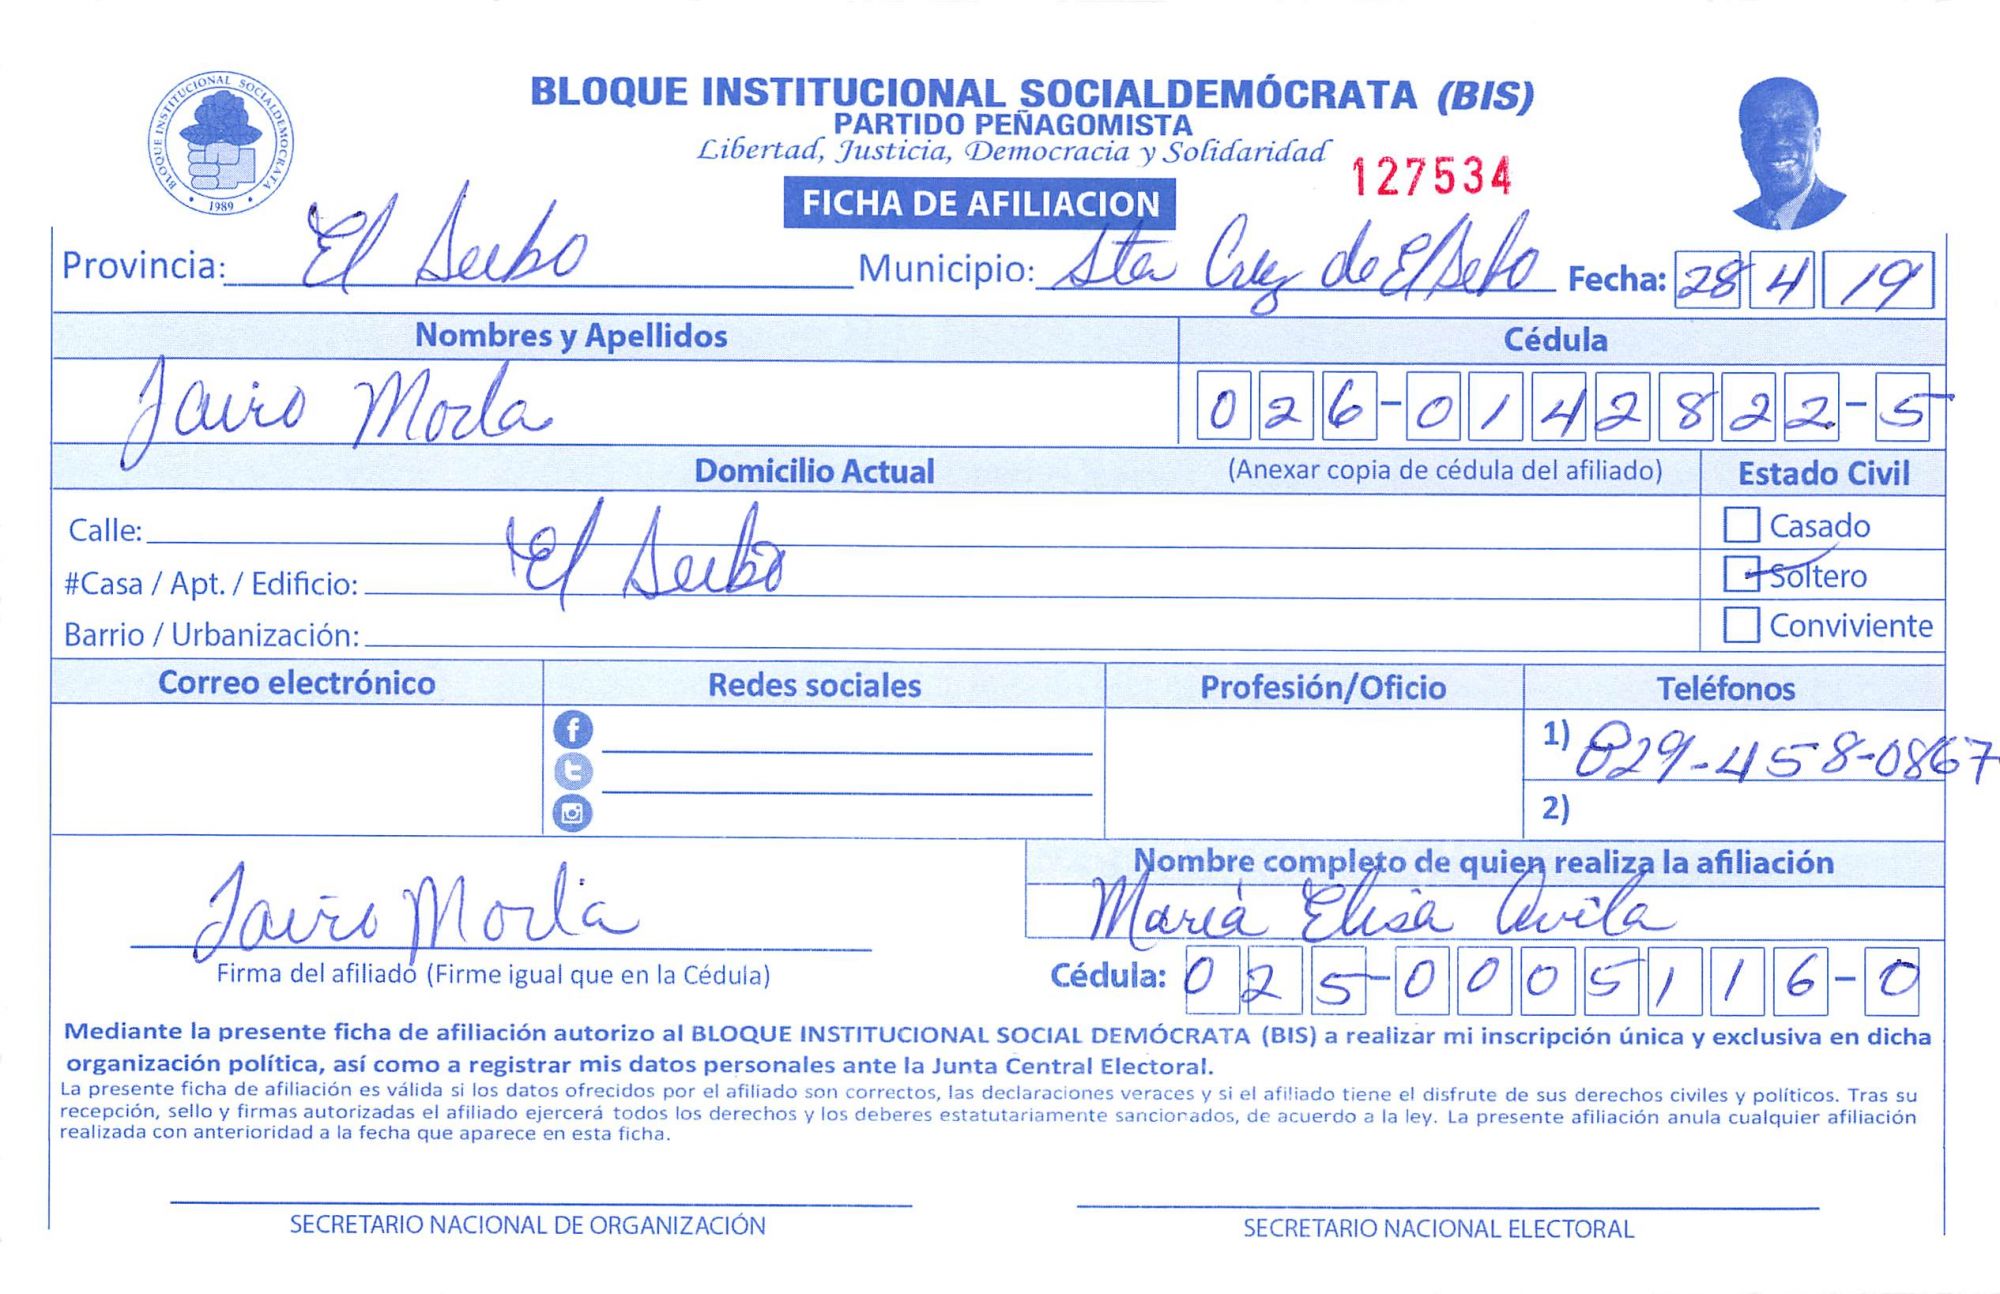 BLOQUE INSTITUCIONAL SOCIALDEMÓCRATA 1989
BLOQUE INSTITUCIONAL SOCIALDEMÓCRATA (BIS)
PARTIDO PEÑAGOMISTA
Libertad, Justicia, Democracia y Solidaridad
127534
FICHA DE AFILIACION
Provincia: El Seibo Municipio: Sta Cruz de El Seibo Fecha: 28 4 19
Nombres y Apellidos Cédula
Jairo Morla 026-0142822-5
Domicilio Actual (Anexar copia de cédula del afiliado) Estado Civil
Calle: El Seibo Casado
#Casa / Apt. / Edificio: Soltero
Barrio / Urbanización: Conviviente
Correo electrónico Redes sociales Profesión/Oficio Teléfonos
1) 829-458-0867
2)
Nombre completo de quien realiza la afiliación
Jairo Morla María Elisa Avila
Firma del afiliado (Firme igual que en la Cédula) Cédula: 025-0005116-0
Mediante la presente ficha de afiliación autorizo al BLOQUE INSTITUCIONAL SOCIAL DEMÓCRATA (BIS) a realizar mi inscripción única y exclusiva en dicha
organización política, así como a registrar mis datos personales ante la Junta Central Electoral.
La presente ficha de afiliación es válida si los datos ofrecidos por el afiliado son correctos, las declaraciones veraces y si el afiliado tiene el disfrute de sus derechos civiles y políticos. Tras su
recepción, sello y firmas autorizadas el afiliado ejercerá todos los derechos y los deberes estatutariamente sancionados, de acuerdo a la ley. La presente afiliación anula cualquier afiliación
realizada con anterioridad a la fecha que aparece en esta ficha.
SECRETARIO NACIONAL DE ORGANIZACIÓN SECRETARIO NACIONAL ELECTORAL